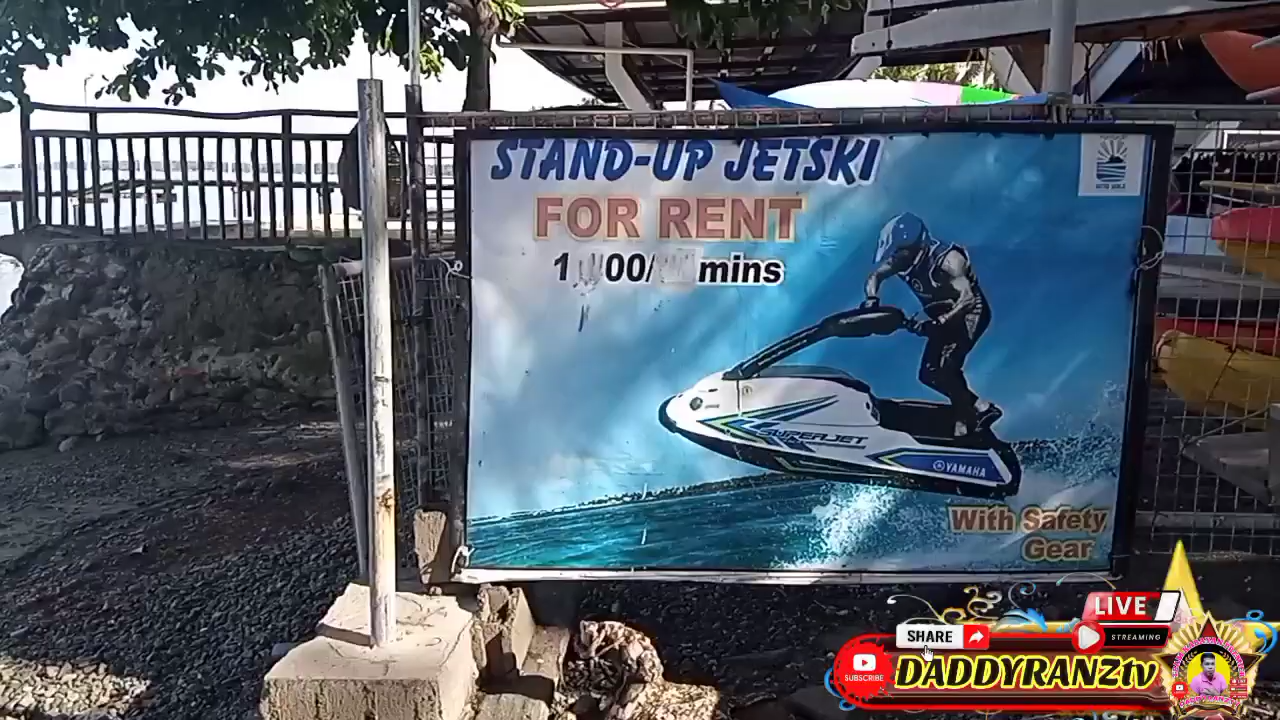 STAND-UP JETSKI
FOR RENT
mins
SUPERJET
YAMAHA
With Safety
Gear
LIVE
SHARE
STREAMING
SUBSCRIBE
DADDYRANZtv